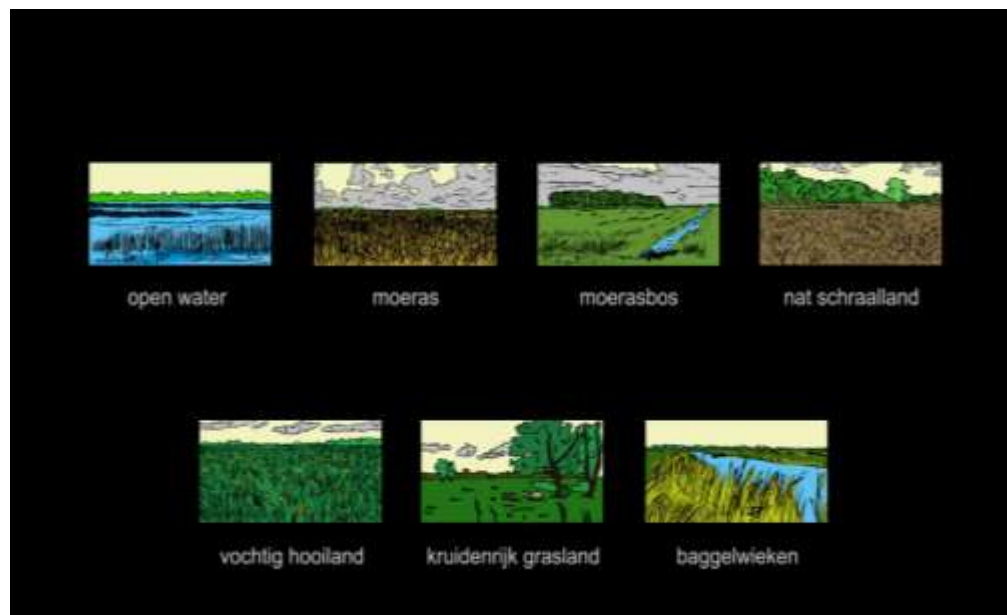 open water
moeras
moerasbos
nat schraalland
vochtig hooiland
kruidenrijk grasland
baggelwieken